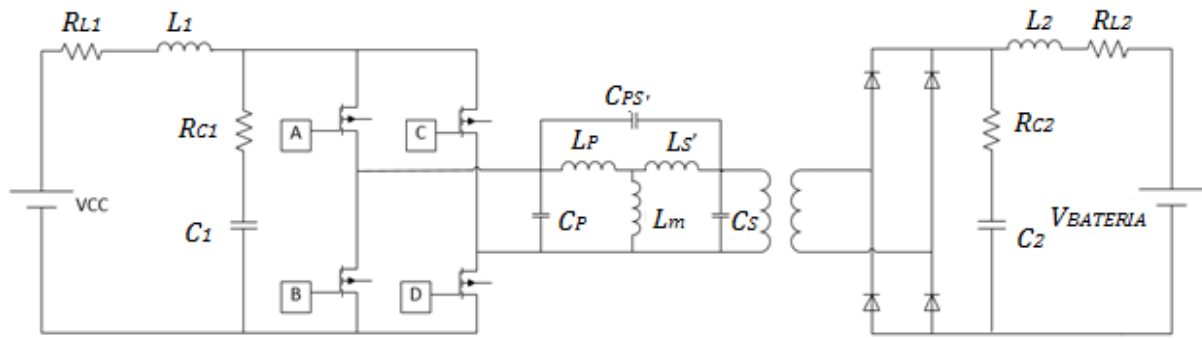 RL1 L1
RC1
C1
VCC
A
C
B
D
CPS'
LP LS'
CP Lm CS
L2 RL2
RC2
C2
VBATERIA